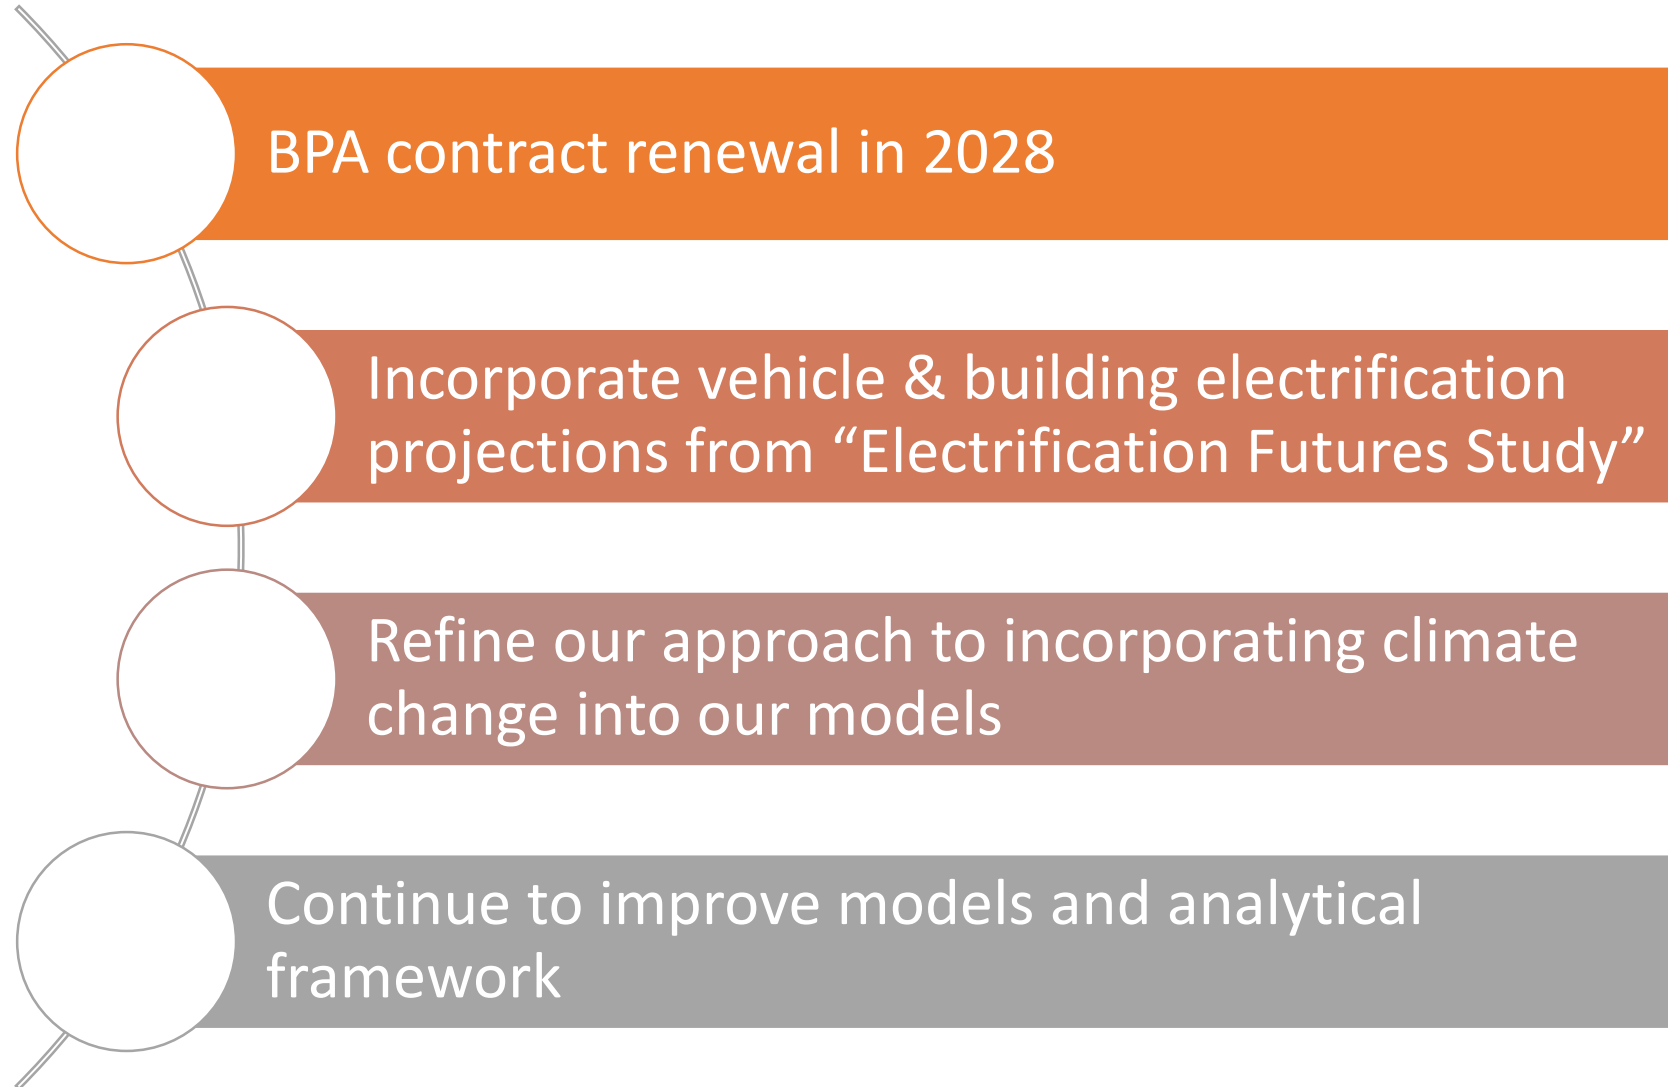 BPA contract renewal in 2028
Incorporate vehicle & building electrification
projections from “Electrification Futures Study”
Refine our approach to incorporating climate
change into our models
Continue to improve models and analytical
framework